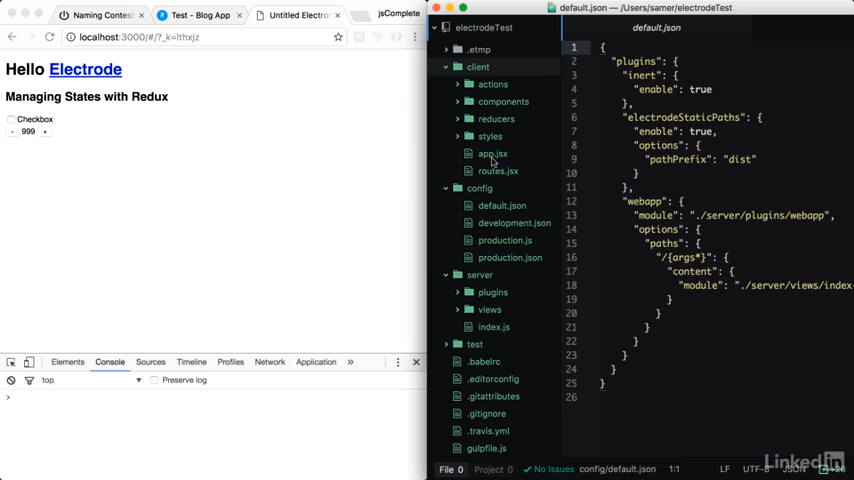 Naming Contest
Test - Blog App
Untitled Electro
jsComplete
localhost:3000/#/?_k=lthxjz
Hello Electrode
Managing States with Redux
Checkbox
- 999 +
Elements Console Sources Timeline Profiles Network Application »
top Preserve log
>
default.json — /Users/samer/electrodeTest
electrodeTest
.etmp
client
actions
components
reducers
styles
app.jsx
routes.jsx
config
default.json
development.json
production.js
production.json
server
plugins
views
index.js
test
.babelrc
.editorconfig
.gitattributes
.gitignore
.travis.yml
gulpfile.js
default.json
1 {
2 "plugins": {
3 "inert": {
4 "enable": true
5 },
6 "electrodeStaticPaths": {
7 "enable": true,
8 "options": {
9 "pathPrefix": "dist"
10 }
11 },
12 "webapp": {
13 "module": "./server/plugins/webapp",
14 "options": {
15 "paths": {
16 "/{args*}": {
17 "content": {
18 "module": "./server/views/index-
19 }
20 }
21 }
22 }
23 }
24 }
25 }
26
File 0 Project 0 No Issues config/default.json 1:1 LF UTF-8 JSON +26
LinkedIn